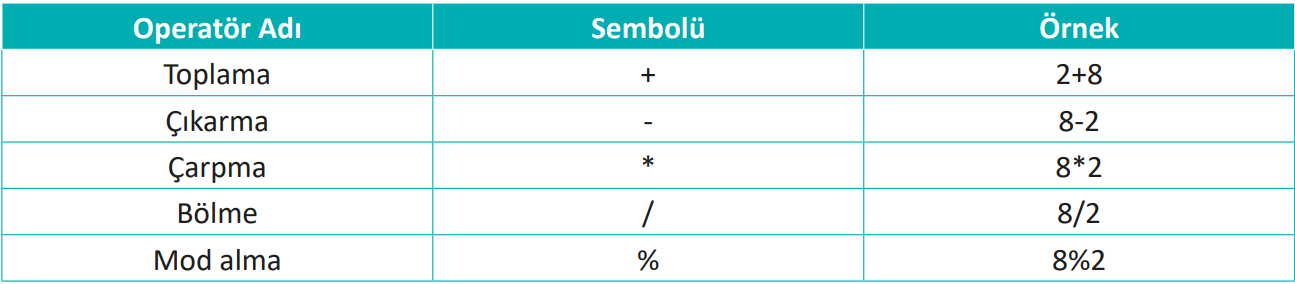 Operatör Adı Sembolü Örnek
Toplama + 2+8
Çıkarma - 8-2
Çarpma * 8*2
Bölme / 8/2
Mod alma % 8%2